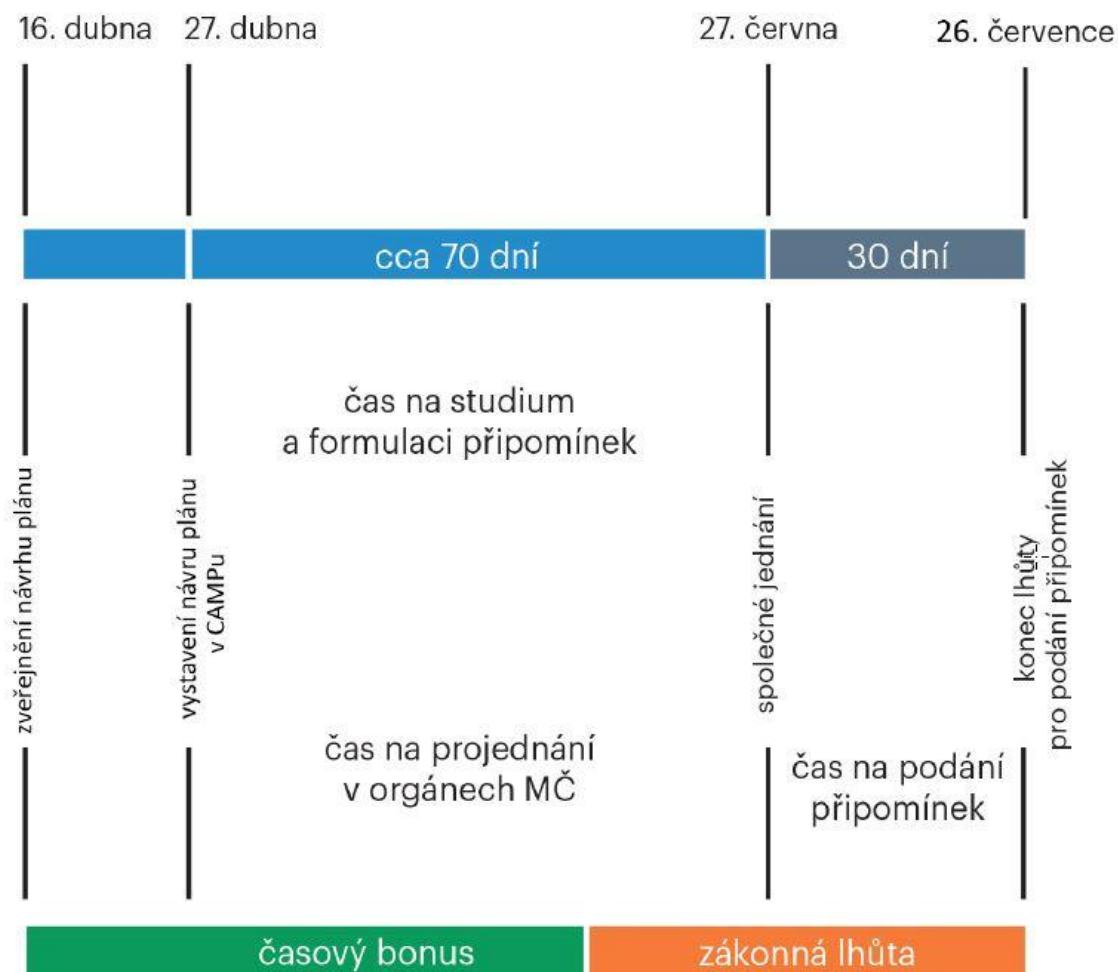 16. dubna
27. dubna
27. června
26. července
cca 70 dní
30 dní
čas na studium
a formulaci připomínek
zveřejnění návrhu plánu
vystavení návru plánu
v CAMPu
společné jednání
konec lhůty
pro podání připomínek
čas na projednání
v orgánech MČ
čas na podání
připomínek
časový bonus
zákonná lhůta